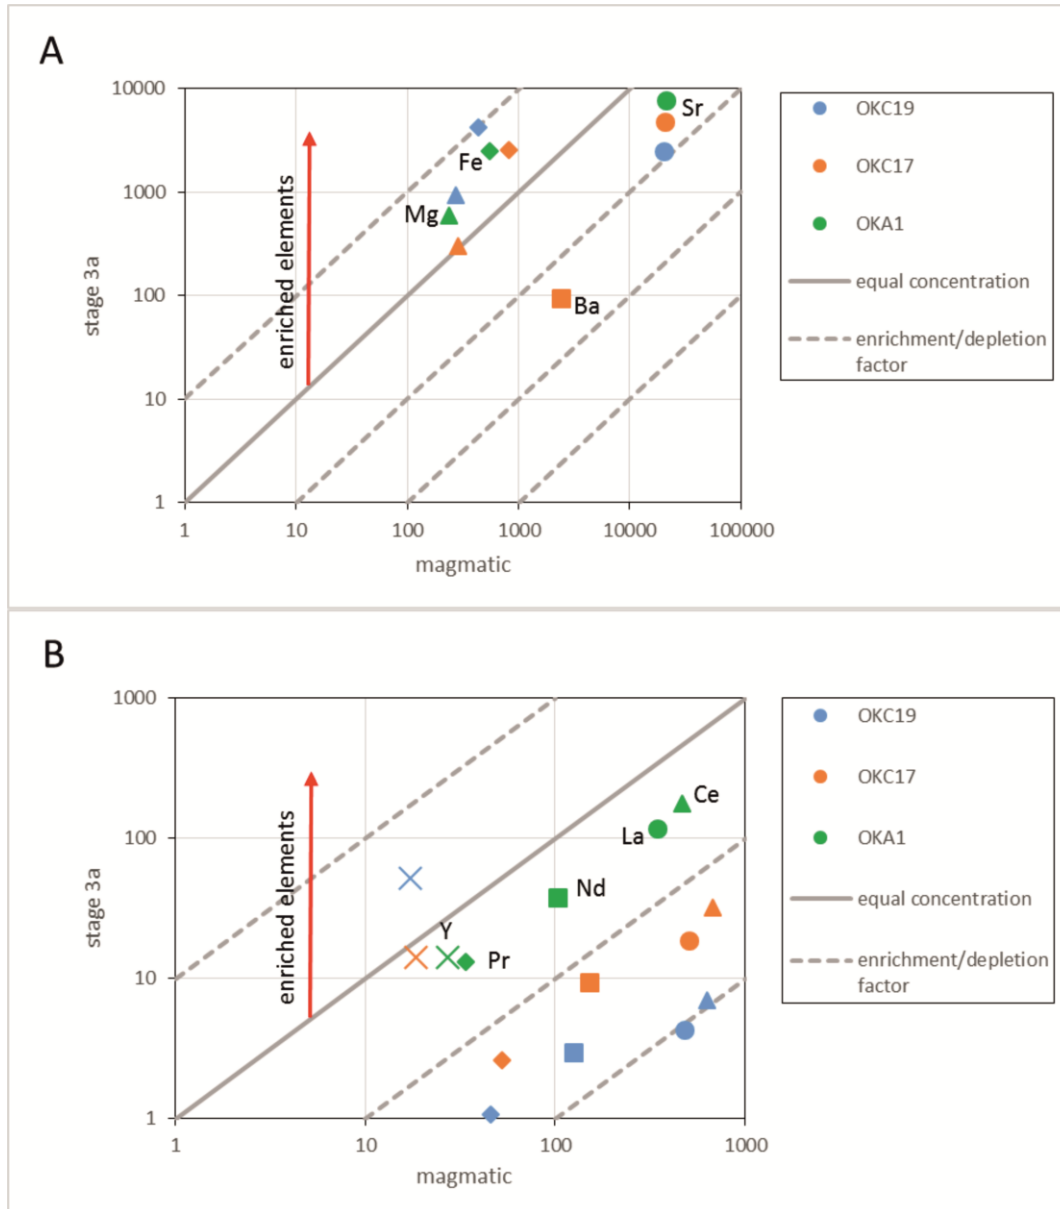 A
10000
1000
100
10
1
stage 3a
enriched elements
Fe
Mg
Sr
Ba
1
10
100
1000
10000
100000
magmatic
OKC19
OKC17
OKA1
equal concentration
enrichment/depletion
factor
B
1000
100
10
1
stage 3a
enriched elements
Ce
La
Nd
Y
Pr
1
10
100
1000
magmatic
OKC19
OKC17
OKA1
equal concentration
enrichment/depletion
factor